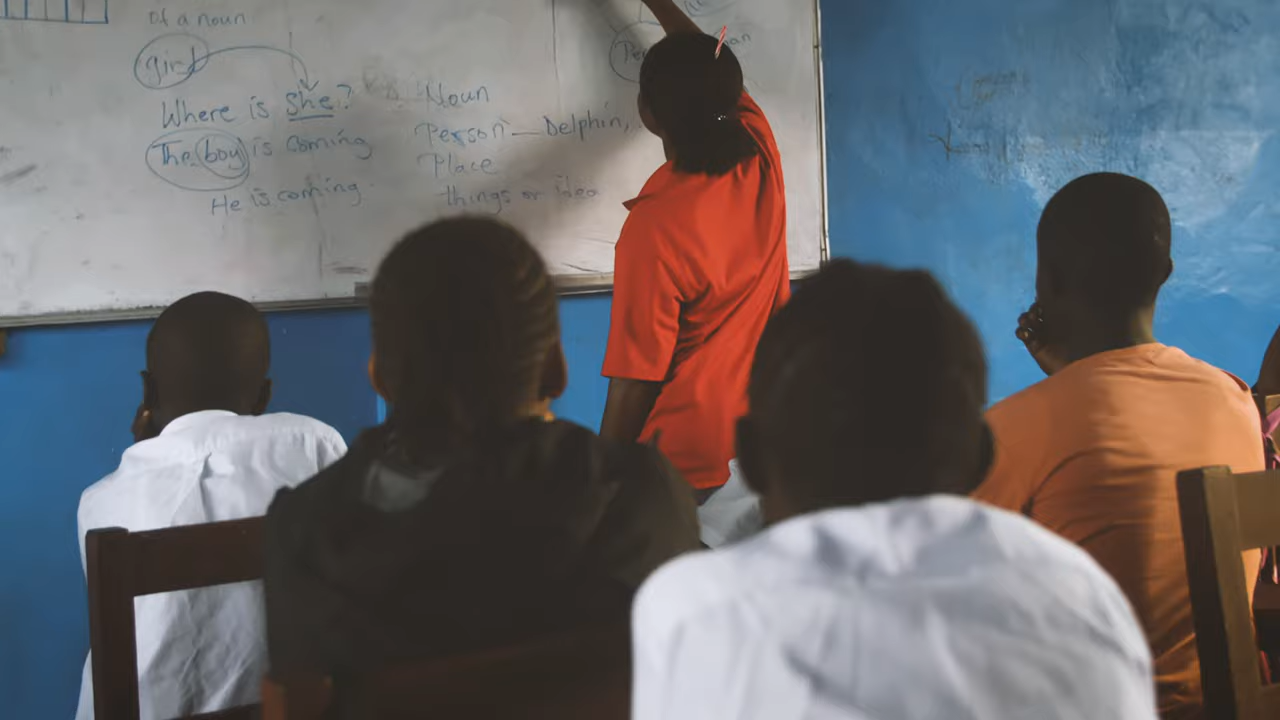 of a noun
girl
Where is she?
The boy is coming
He is coming.
Noun
Person — Delphin,
Place
things or idea